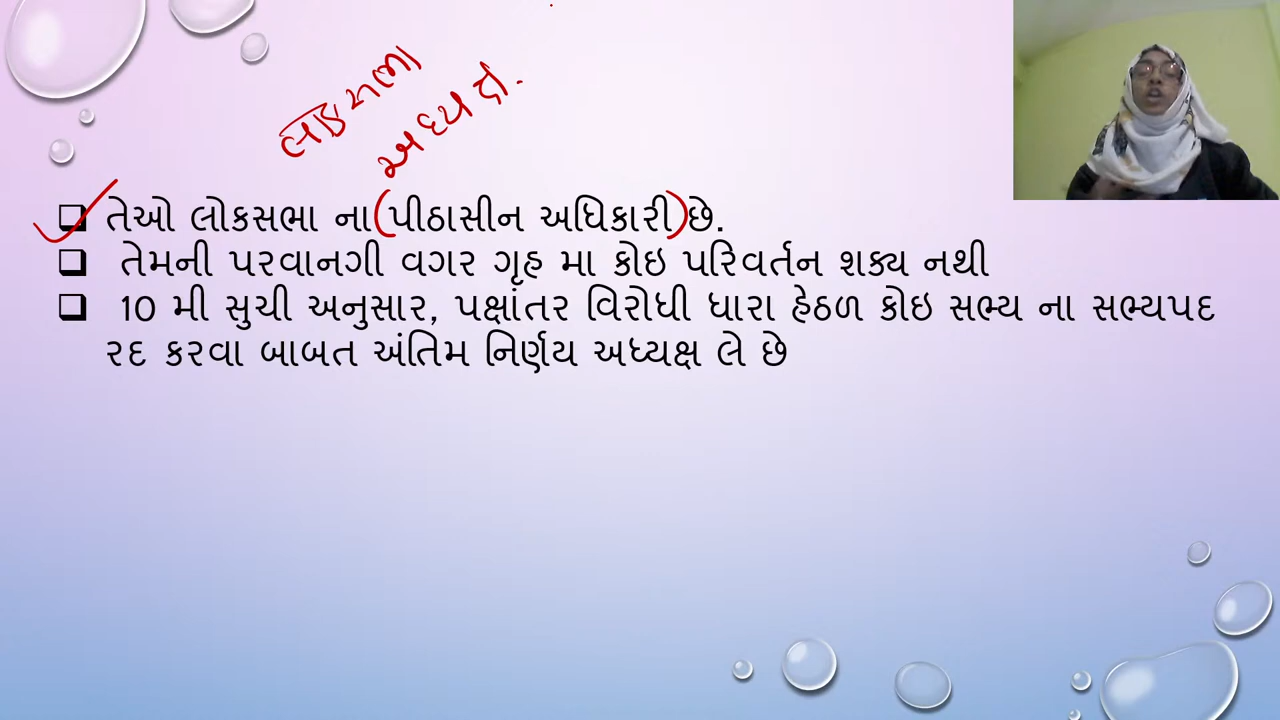 લોકસભા
અધ્યક્ષ.
❑ તેઓ લોકસભા ના (પીઠાસીન અધિકારી) છે.
❑ તેમની પરવાનગી વગર ગૃહ મા કોઇ પરિવર્તન શક્ય નથી
❑ 10 મી સુચી અનુસાર, પક્ષાંતર વિરોધી ધારા હેઠળ કોઇ સભ્ય ના સભ્યપદ
રદ કરવા બાબત અંતિમ નિર્ણય અધ્યક્ષ લે છે